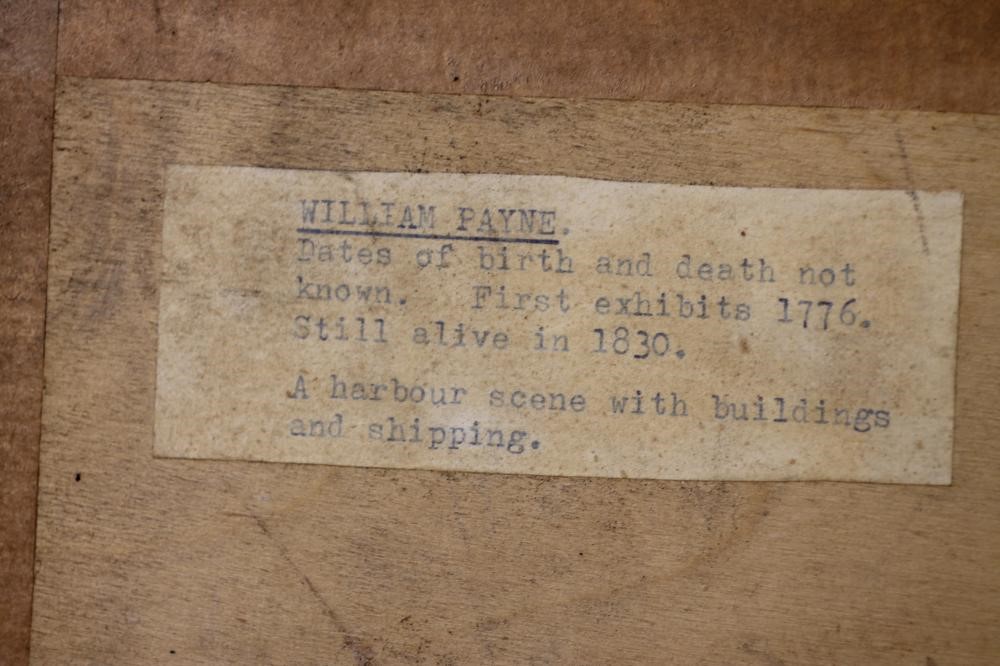 WILLIAM PAYNE.
Dates of birth and death not
known. First exhibits 1776.
Still alive in 1830.
A harbour scene with buildings
and shipping.